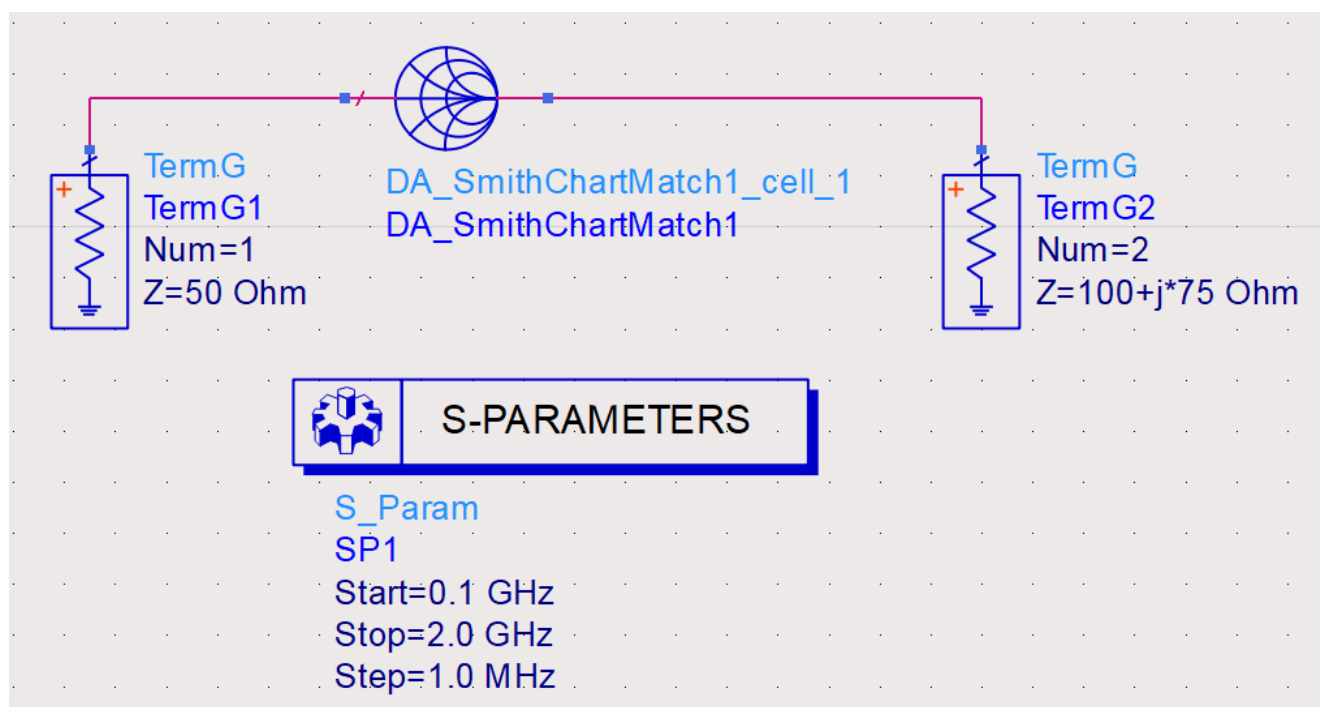 TermG
TermG1
Num=1
Z=50 Ohm
DA_SmithChartMatch1_cell_1
DA_SmithChartMatch1
TermG
TermG2
Num=2
Z=100+j*75 Ohm
S-PARAMETERS
S_Param
SP1
Start=0.1 GHz
Stop=2.0 GHz
Step=1.0 MHz